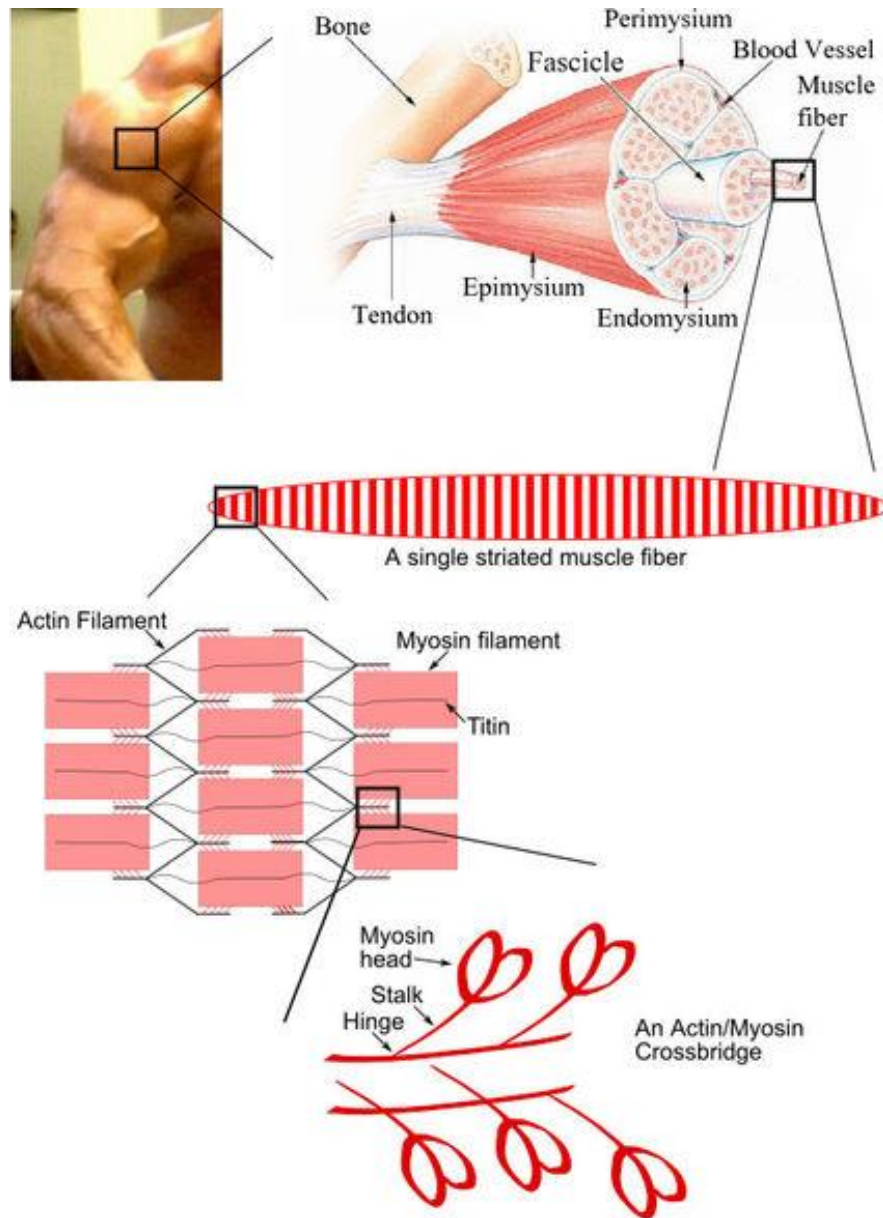 Bone
Perimysium
Blood Vessel
Fascicle
Muscle
fiber
Epimysium
Tendon
Endomysium
A single striated muscle fiber
Actin Filament
Myosin filament
Titin
Myosin
head
Stalk
Hinge
An Actin/Myosin
Crossbridge